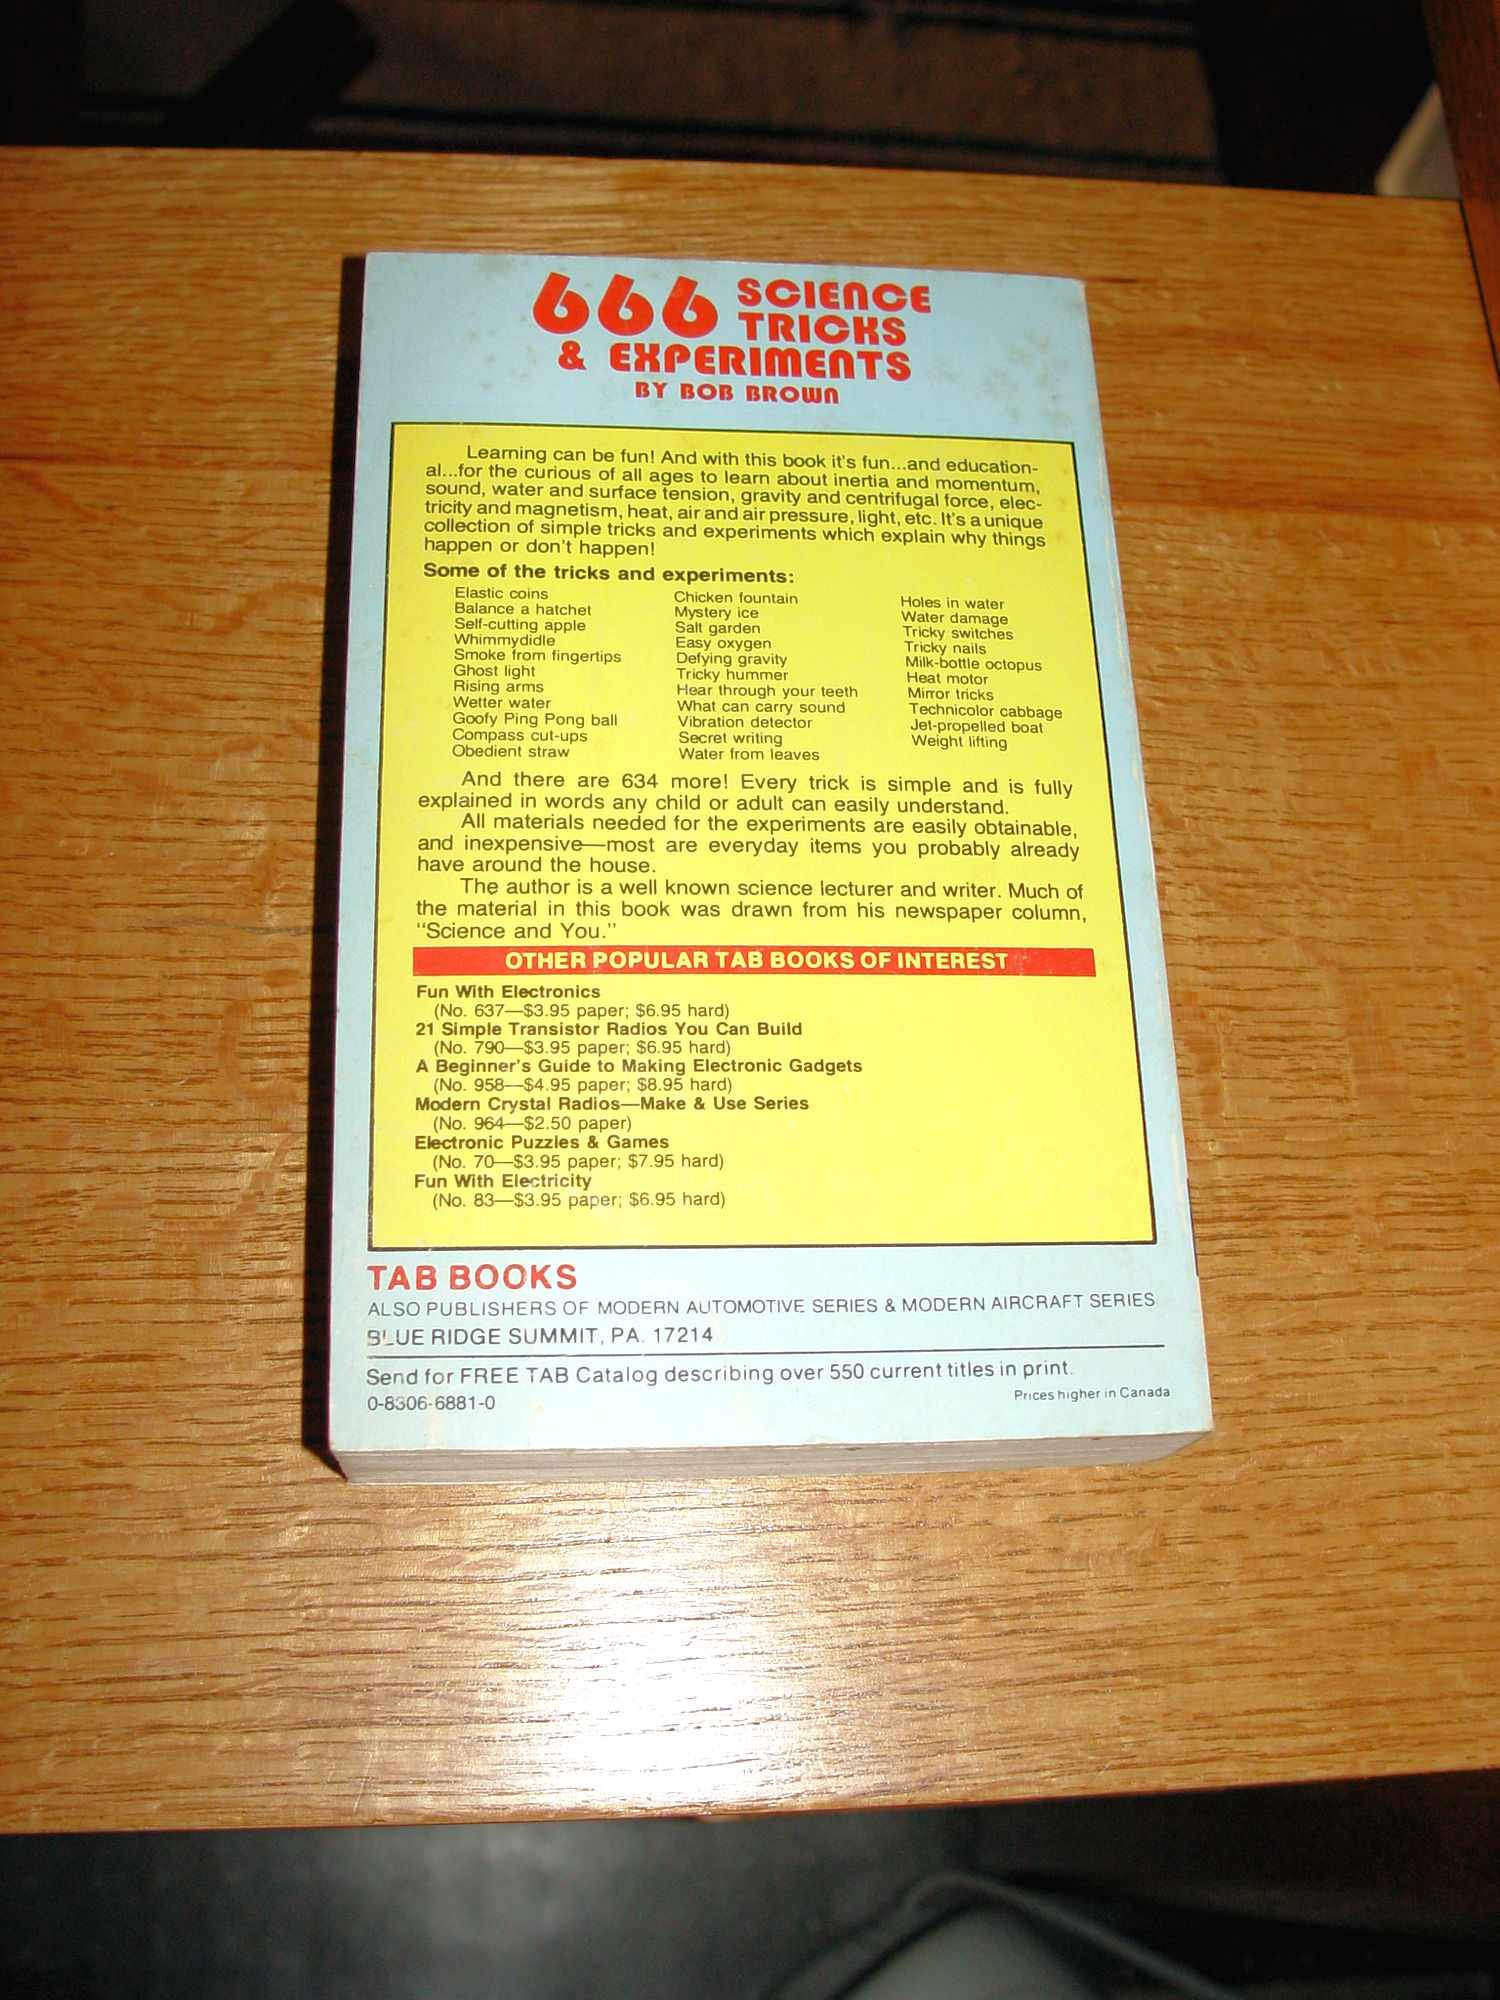 666 SCIENCE
TRICKS
& EXPERIMENTS
BY BOB BROWN
Learning can be fun! And with this book it's fun...and education-
al...for the curious of all ages to learn about inertia and momentum,
sound, water and surface tension, gravity and centrifugal force, elec-
tricity and magnetism, heat, air and air pressure, light, etc. It's a unique
collection of simple tricks and experiments which explain why things
happen or don't happen!
Some of the tricks and experiments:
Elastic coins
Balance a hatchet
Self-cutting apple
Whimmydidle
Smoke from fingertips
Ghost light
Rising arms
Wetter water
Goofy Ping Pong ball
Compass cut-ups
Obedient straw
Chicken fountain
Mystery ice
Salt garden
Easy oxygen
Defying gravity
Tricky hummer
Hear through your teeth
What can carry sound
Vibration detector
Secret writing
Water from leaves
Holes in water
Water damage
Tricky switches
Tricky nails
Milk-bottle octopus
Heat motor
Mirror tricks
Technicolor cabbage
Jet-propelled boat
Weight lifting
And there are 634 more! Every trick is simple and is fully
explained in words any child or adult can easily understand.
All materials needed for the experiments are easily obtainable,
and inexpensive—most are everyday items you probably already
have around the house.
The author is a well known science lecturer and writer. Much of
the material in this book was drawn from his newspaper column,
“Science and You.”
OTHER POPULAR TAB BOOKS OF INTEREST
Fun With Electronics
(No. 637—$3.95 paper; $6.95 hard)
21 Simple Transistor Radios You Can Build
(No. 790—$3.95 paper; $6.95 hard)
A Beginner's Guide to Making Electronic Gadgets
(No. 958—$4.95 paper; $8.95 hard)
Modern Crystal Radios—Make & Use Series
(No. 964—$2.50 paper)
Electronic Puzzles & Games
(No. 70—$3.95 paper; $7.95 hard)
Fun With Electricity
(No. 83—$3.95 paper; $6.95 hard)
TAB BOOKS
ALSO PUBLISHERS OF MODERN AUTOMOTIVE SERIES & MODERN AIRCRAFT SERIES
BLUE RIDGE SUMMIT, PA. 17214
Send for FREE TAB Catalog describing over 550 current titles in print.
0-8306-6881-0
Prices higher in Canada